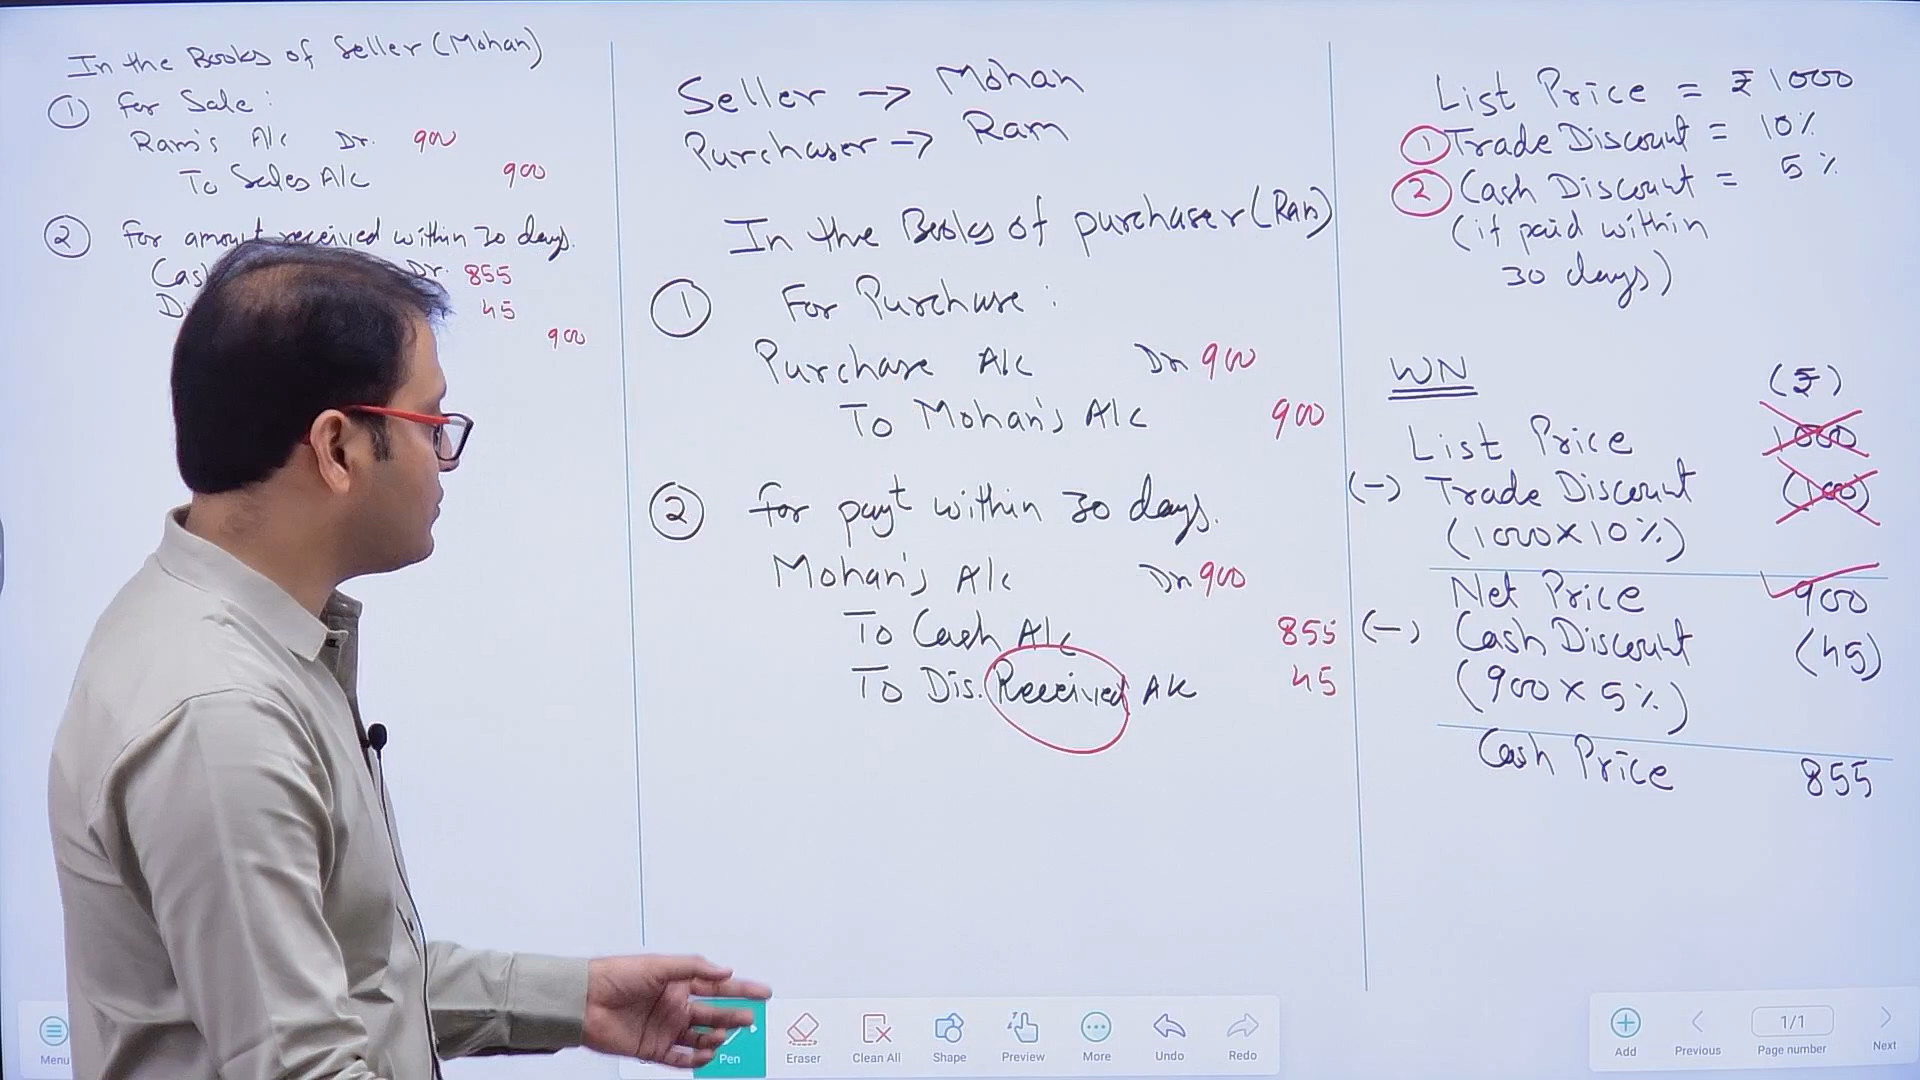 In the Books of Seller (Mohan)
① For Sale:
Ram's A/c Dr. 900
To Sales A/c 900
② For amount received within 30 days.
Cas Dr. 855
Di 45
900
Seller → Mohan
Purchaser → Ram
In the Books of purchaser (Ram)
① For Purchase:
Purchase A/c Dr 900
To Mohan's A/c 900
② For payt within 30 days.
Mohan's A/c Dr 900
To Cash A/c 855
To Dis. Received A/c 45
List Price = ₹ 1000
① Trade Discount = 10%
② Cash Discount = 5%
(if paid within
30 days)
WN (₹)
List Price 1000
(-) Trade Discount (100)
(1000 x 10%)
Net Price 900
(-) Cash Discount (45)
(900 x 5%)
Cash Price 855
Menu
Pen
Eraser
Clean All
Shape
Preview
More
Undo
Redo
Add
Previous
1/1
Page number
Next